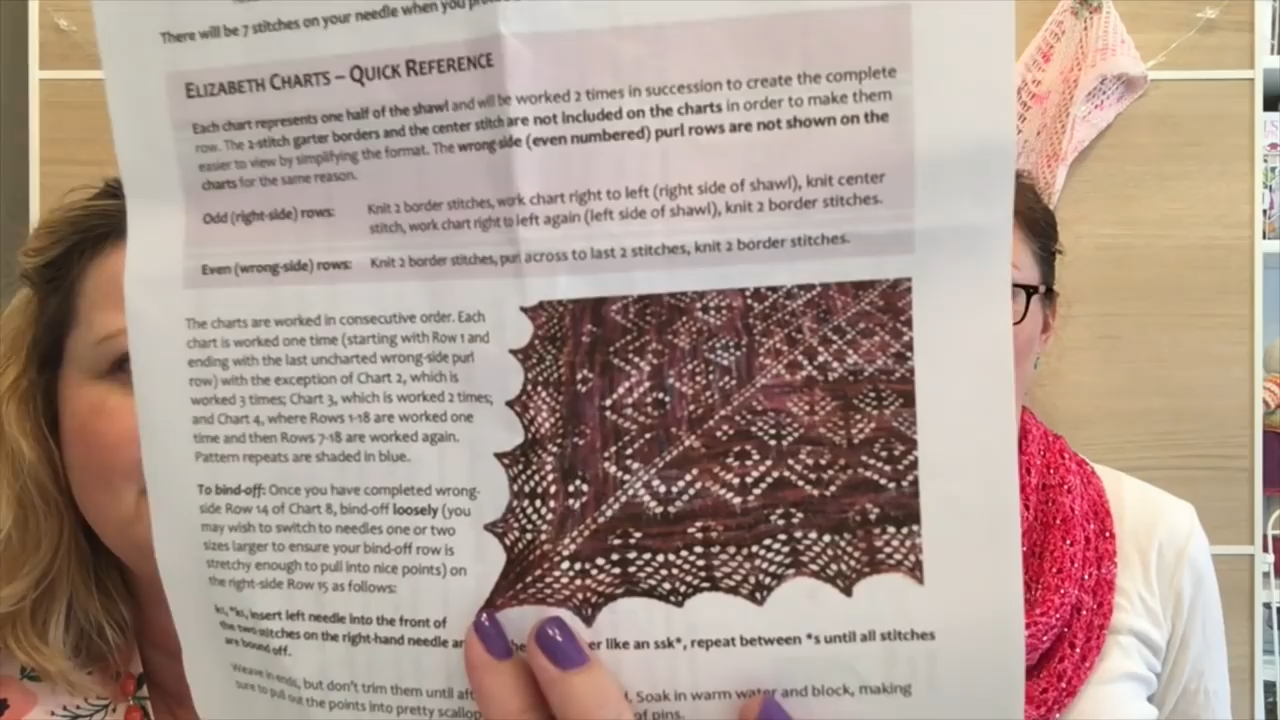 There will be 7 stitches on your needle when you
ELIZABETH CHARTS – QUICK REFERENCE
Each chart represents one half of the shawl and will be worked 2 times in succession to create the complete
row. The 2-stitch garter borders and the center stitch are not included on the charts in order to make them
easier to view by simplifying the format. The wrong-side (even numbered) purl rows are not shown on the
charts for the same reason.
Odd (right-side) rows: Knit 2 border stitches, work chart right to left (right side of shawl), knit center
stitch, work chart right to left again (left side of shawl), knit 2 border stitches.
Even (wrong-side) rows: Knit 2 border stitches, purl across to last 2 stitches, knit 2 border stitches.
The charts are worked in consecutive order. Each
chart is worked one time (starting with Row 1 and
ending with the last uncharted wrong-side purl
row) with the exception of Chart 2, which is
worked 3 times; Chart 3, which is worked 2 times;
and Chart 4, where Rows 1-18 are worked one
time and then Rows 7-18 are worked again.
Pattern repeats are shaded in blue.
To bind-off: Once you have completed wrong-
side Row 14 of Chart 8, bind-off loosely (you
may wish to switch to needles one or two
sizes larger to ensure your bind-off row is
stretchy enough to pull into nice points) on
the right-side Row 15 as follows:
k1, *k1, insert left needle into the front of
the two stitches on the right-hand needle er like an ssk*, repeat between *s until all stitches
are bound off.
Weave in ends, but don't trim them until Soak in warm water and block, making
sure to pull out the points into pretty of pins.